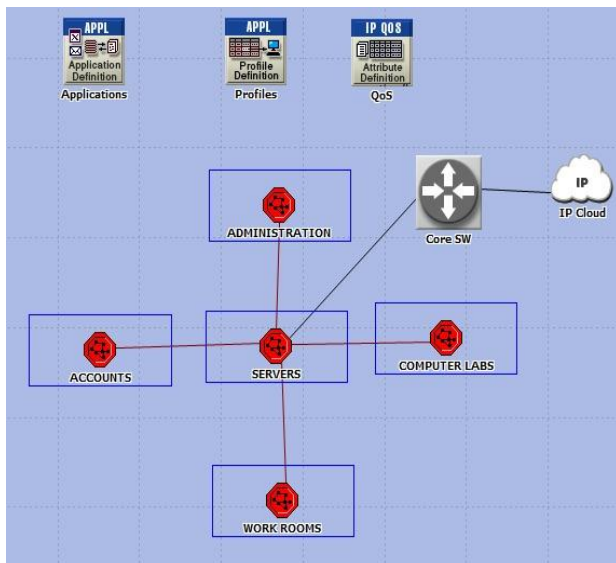 APPL
Application
Definition
Applications
APPL
Profile
Definition
Profiles
IP QOS
Attribute
Definition
QoS
IP
IP Cloud
Core SW
ADMINISTRATION
ACCOUNTS
SERVERS
COMPUTER LABS
WORK ROOMS